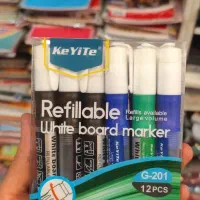 KeYiTe
Refillable
Refills available
Large volume
White board marker
G-201
12PCS